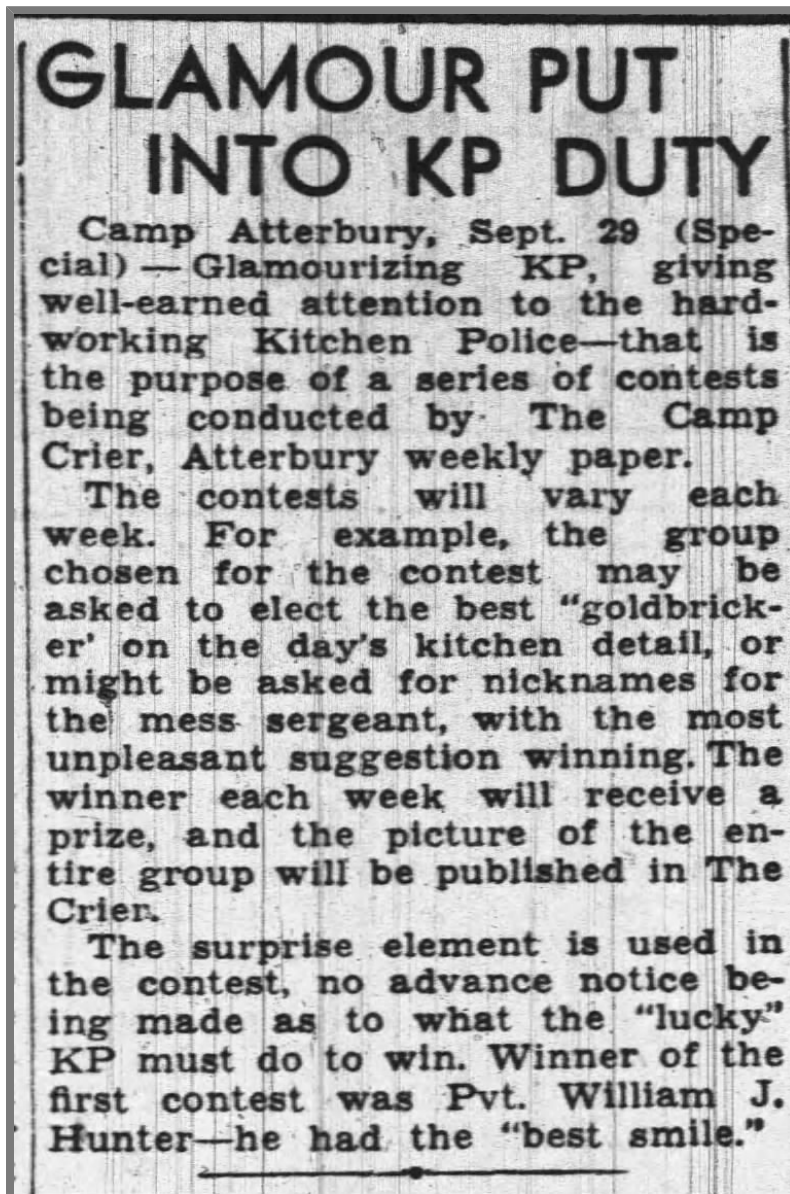 GLAMOUR PUT
INTO KP DUTY
Camp Atterbury, Sept. 29 (Spe-
cial) — Glamourizing KP, giving
well-earned attention to the hard-
working Kitchen Police—that is
the purpose of a series of contests
being conducted by The Camp
Crier, Atterbury weekly paper.
The contests will vary each
week. For example, the group
chosen for the contest may be
asked to elect the best "goldbrick-
er' on the day's kitchen detail, or
might be asked for nicknames for
the mess sergeant, with the most
unpleasant suggestion winning. The
winner each week will receive a
prize, and the picture of the en-
tire group will be published in The
Crier.
The surprise element is used in
the contest, no advance notice be-
ing made as to what the "lucky"
KP must do to win. Winner of the
first contest was Pvt. William J.
Hunter—he had the "best smile."